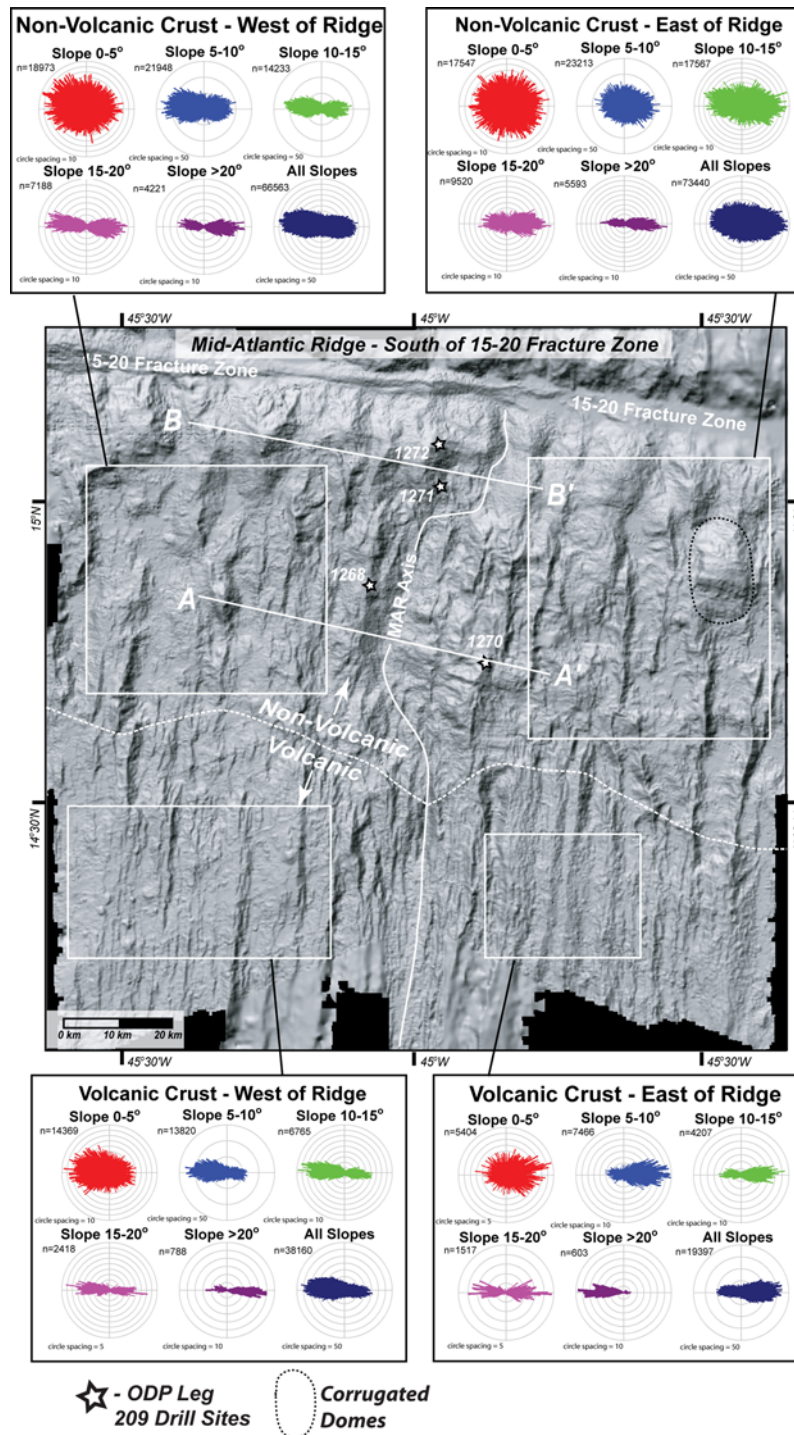 Non-Volcanic Crust - West of Ridge
Slope 0-5°
Slope 5-10°
Slope 10-15°
n=18973
n=21948
n=14233
circle spacing = 10
circle spacing = 50
circle spacing = 50
Slope 15-20°
Slope >20°
All Slopes
n=7188
n=4221
n=66563
circle spacing = 10
circle spacing = 10
circle spacing = 50
Non-Volcanic Crust - East of Ridge
Slope 0-5°
Slope 5-10°
Slope 10-15°
n=17547
n=23213
n=17567
circle spacing = 10
circle spacing = 50
circle spacing = 10
Slope 15-20°
Slope >20°
All Slopes
n=9520
n=5593
n=73440
circle spacing = 10
circle spacing = 10
circle spacing = 50
45°30'W
45°W
45°30'W
Mid-Atlantic Ridge - South of 15-20 Fracture Zone
15-20 Fracture Zone
15-20 Fracture Zone
B
1272
1271
B'
15°N
1268
A
MAR Axis
1270
A'
Non-Volcanic
Volcanic
14°30'N
0 km 10 km 20 km
45°30'W
45°W
45°30'W
Volcanic Crust - West of Ridge
Slope 0-5°
Slope 5-10°
Slope 10-15°
n=14369
n=13820
n=6765
circle spacing = 10
circle spacing = 50
circle spacing = 10
Slope 15-20°
Slope >20°
All Slopes
n=2418
n=788
n=38160
circle spacing = 5
circle spacing = 10
circle spacing = 50
Volcanic Crust - East of Ridge
Slope 0-5°
Slope 5-10°
Slope 10-15°
n=5404
n=7466
n=4207
circle spacing = 5
circle spacing = 10
circle spacing = 10
Slope 15-20°
Slope >20°
All Slopes
n=1517
n=603
n=19397
circle spacing = 5
circle spacing = 10
circle spacing = 50
- ODP Leg
209 Drill Sites
Corrugated
Domes